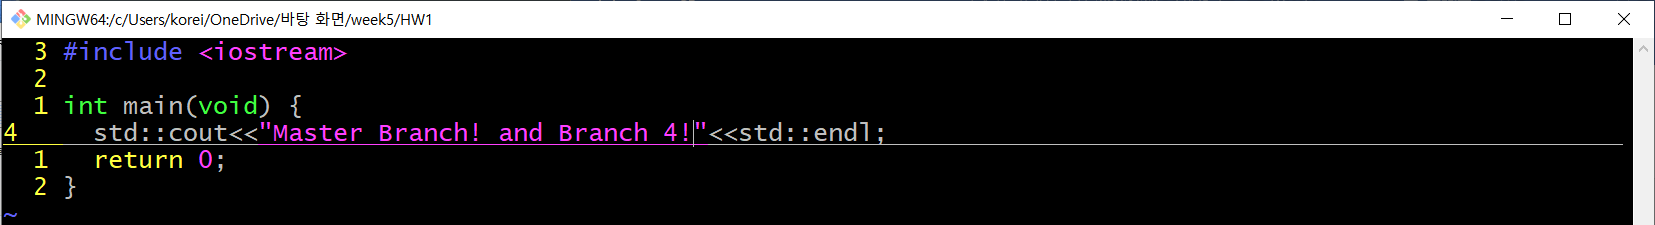 MINGW64:/c/Users/korei/OneDrive/바탕 화면/week5/HW1
3 #include <iostream>
2
1 int main(void) {
4 std::cout<<"Master Branch! and Branch 4!"<<std::endl;
1 return 0;
2 }
~